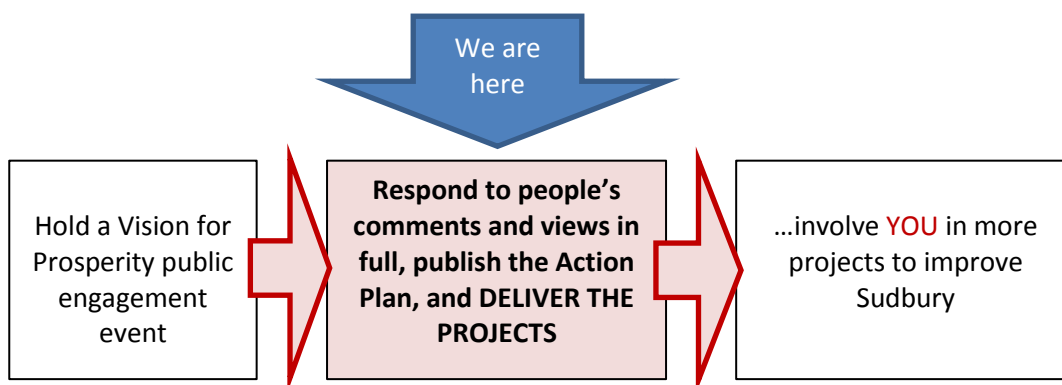 We are
here
Hold a Vision for
Prosperity public
engagement
event
Respond to people’s
comments and views in
full, publish the Action
Plan, and DELIVER THE
PROJECTS
…involve YOU in more
projects to improve
Sudbury